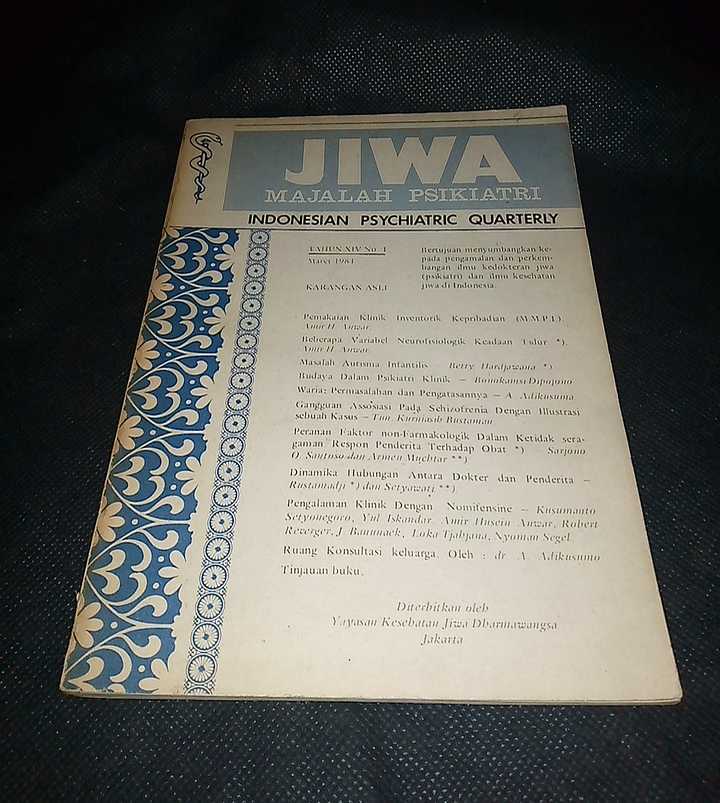 JIWA
MAJALAH PSIKIATRI
INDONESIAN PSYCHIATRIC QUARTERLY
TAHUN XIV No. 1
Maret 1981
Bertujuan menyumbangkan ke-
pada pengamalan dan perkem-
bangan ilmu kedokteran jiwa
(psikiatri) dan ilmu kesehatan
jiwa di Indonesia.
KARANGAN ASLI
Pemakaian Klinik Inventorik Kepribadian (M.M.P.I.).
Amir H. Anwar.
Beberapa Variabel Neurofisiologik Keadaan Tidur *).
Amir H. Anwar.
Masalah Autisma Infantilis – Betty Hardjawana *)
Budaya Dalam Psikiatri Klinik – Bonokamsi Dipojono
Waria; Permasalahan dan Pengatasannya – A. Adikusuma
Gangguan Assosiasi Pada Schizofrenia Dengan Illustrasi
sebuah Kasus – Tun. Kurniasih Bustaman
Peranan Faktor non-Farmakologik Dalam Ketidak sera-
gaman Respon Penderita Terhadap Obat *) – Sarjono
O. Santoso dan Armen Muchtar **)
Dinamika Hubungan Antara Dokter dan Penderita –
Rustamadji *) dan Setyawati **)
Pengalaman Klinik Dengan Nomifensine – Kusumanto
Setyonegoro, Yul Iskandar, Amir Husein Anwar, Robert
Reverger, J. Banunaek, Loka Tjahjana, Nyoman Segel.
Ruang Konsultasi keluarga. Oleh : dr. A. Adikusumo
Tinjauan buku.
Diterbitkan oleh
Yayasan Kesehatan Jiwa Dharmawangsa
Jakarta